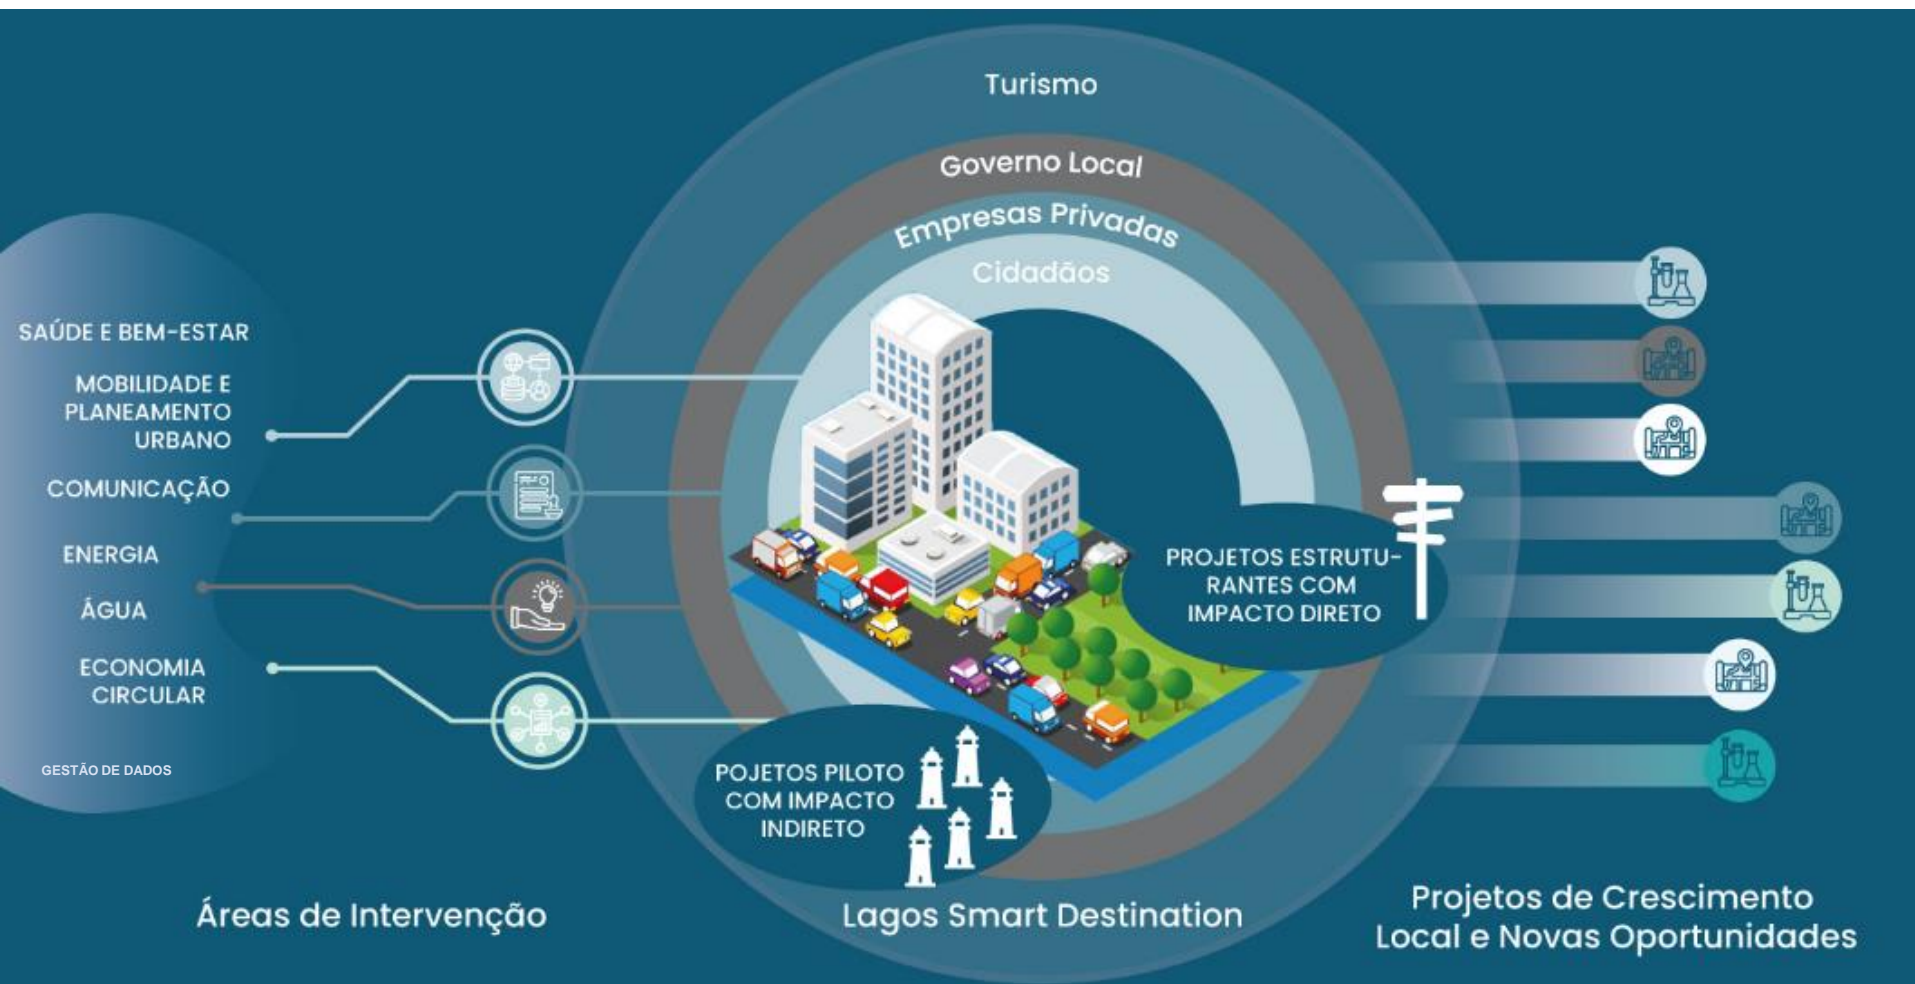 Turismo
Governo Local
Empresas Privadas
Cidadãos
SAÚDE E BEM-ESTAR
MOBILIDADE E
PLANEAMENTO
URBANO
COMUNICAÇÃO
ENERGIA
ÁGUA
ECONOMIA
CIRCULAR
GESTÃO DE DADOS
PROJETOS ESTRUTU-
RANTES COM
IMPACTO DIRETO
POJETOS PILOTO
COM IMPACTO
INDIRETO
Áreas de Intervenção
Lagos Smart Destination
Projetos de Crescimento
Local e Novas Oportunidades